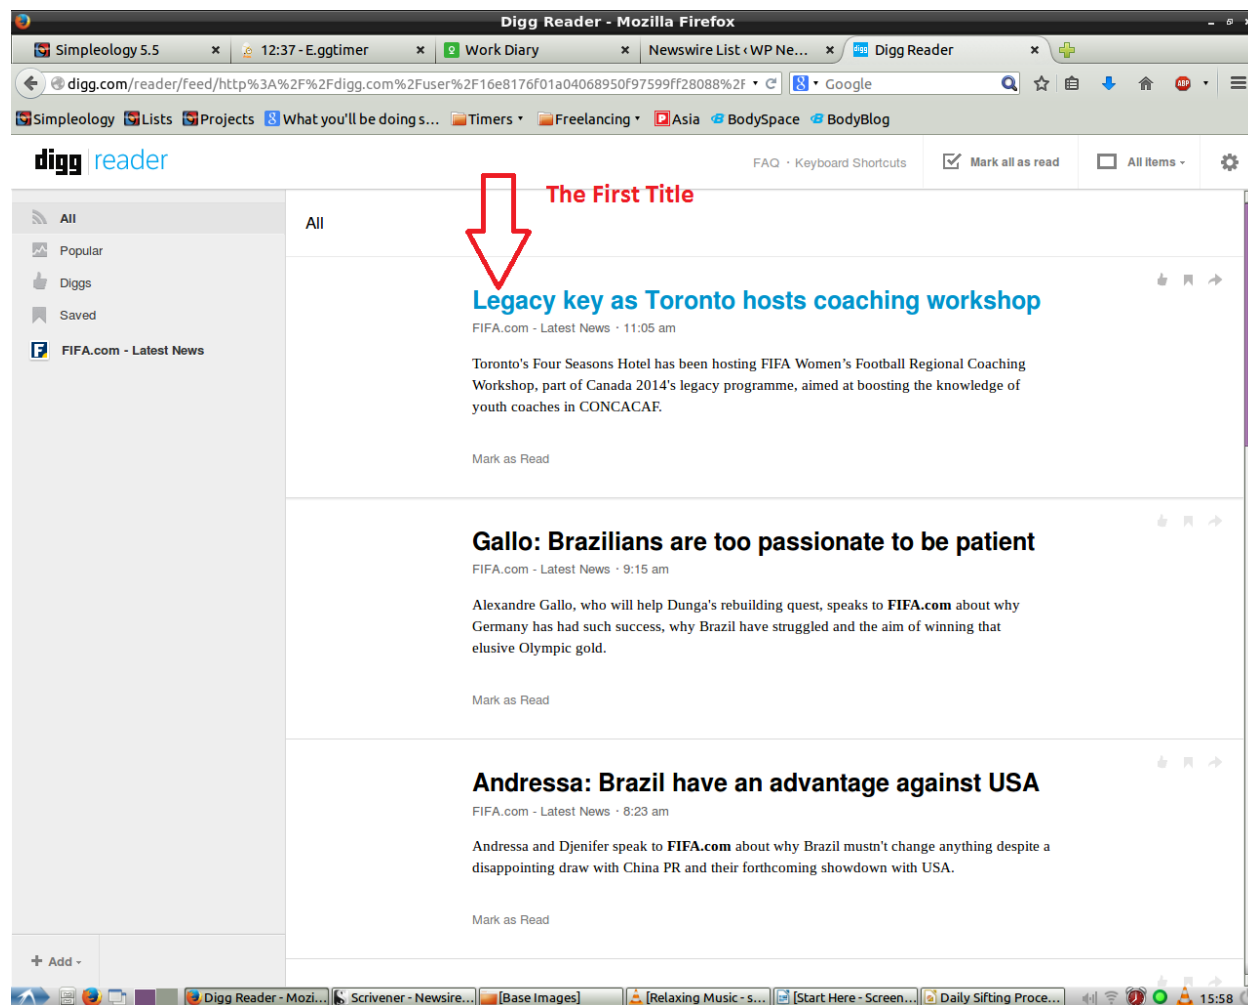 Digg Reader - Mozilla Firefox
Simpleology 5.5
12:37 - E.ggtimer
Work Diary
Newswire List ‹ WP Ne...
Digg Reader
digg.com/reader/feed/http%3A%2F%2Fdigg.com%2Fuser%2F16e8176f01a04068950f97599ff28088%2F
Google
Simpleology
Lists
Projects
What you'll be doing s...
Timers
Freelancing
Asia
BodySpace
BodyBlog
digg reader
FAQ · Keyboard Shortcuts
Mark all as read
All items
The First Title
All
Popular
Diggs
Saved
FIFA.com - Latest News
All
Legacy key as Toronto hosts coaching workshop
FIFA.com - Latest News · 11:05 am
Toronto's Four Seasons Hotel has been hosting FIFA Women’s Football Regional Coaching
Workshop, part of Canada 2014's legacy programme, aimed at boosting the knowledge of
youth coaches in CONCACAF.
Mark as Read
Gallo: Brazilians are too passionate to be patient
FIFA.com - Latest News · 9:15 am
Alexandre Gallo, who will help Dunga's rebuilding quest, speaks to FIFA.com about why
Germany has had such success, why Brazil have struggled and the aim of winning that
elusive Olympic gold.
Mark as Read
Andressa: Brazil have an advantage against USA
FIFA.com - Latest News · 8:23 am
Andressa and Djenifer speak to FIFA.com about why Brazil mustn't change anything despite a
disappointing draw with China PR and their forthcoming showdown with USA.
Mark as Read
+ Add
Digg Reader - Mozi...
Scrivener - Newsire...
[Base Images]
[Relaxing Music - s...
[Start Here - Screen...
Daily Sifting Proce...
15:58